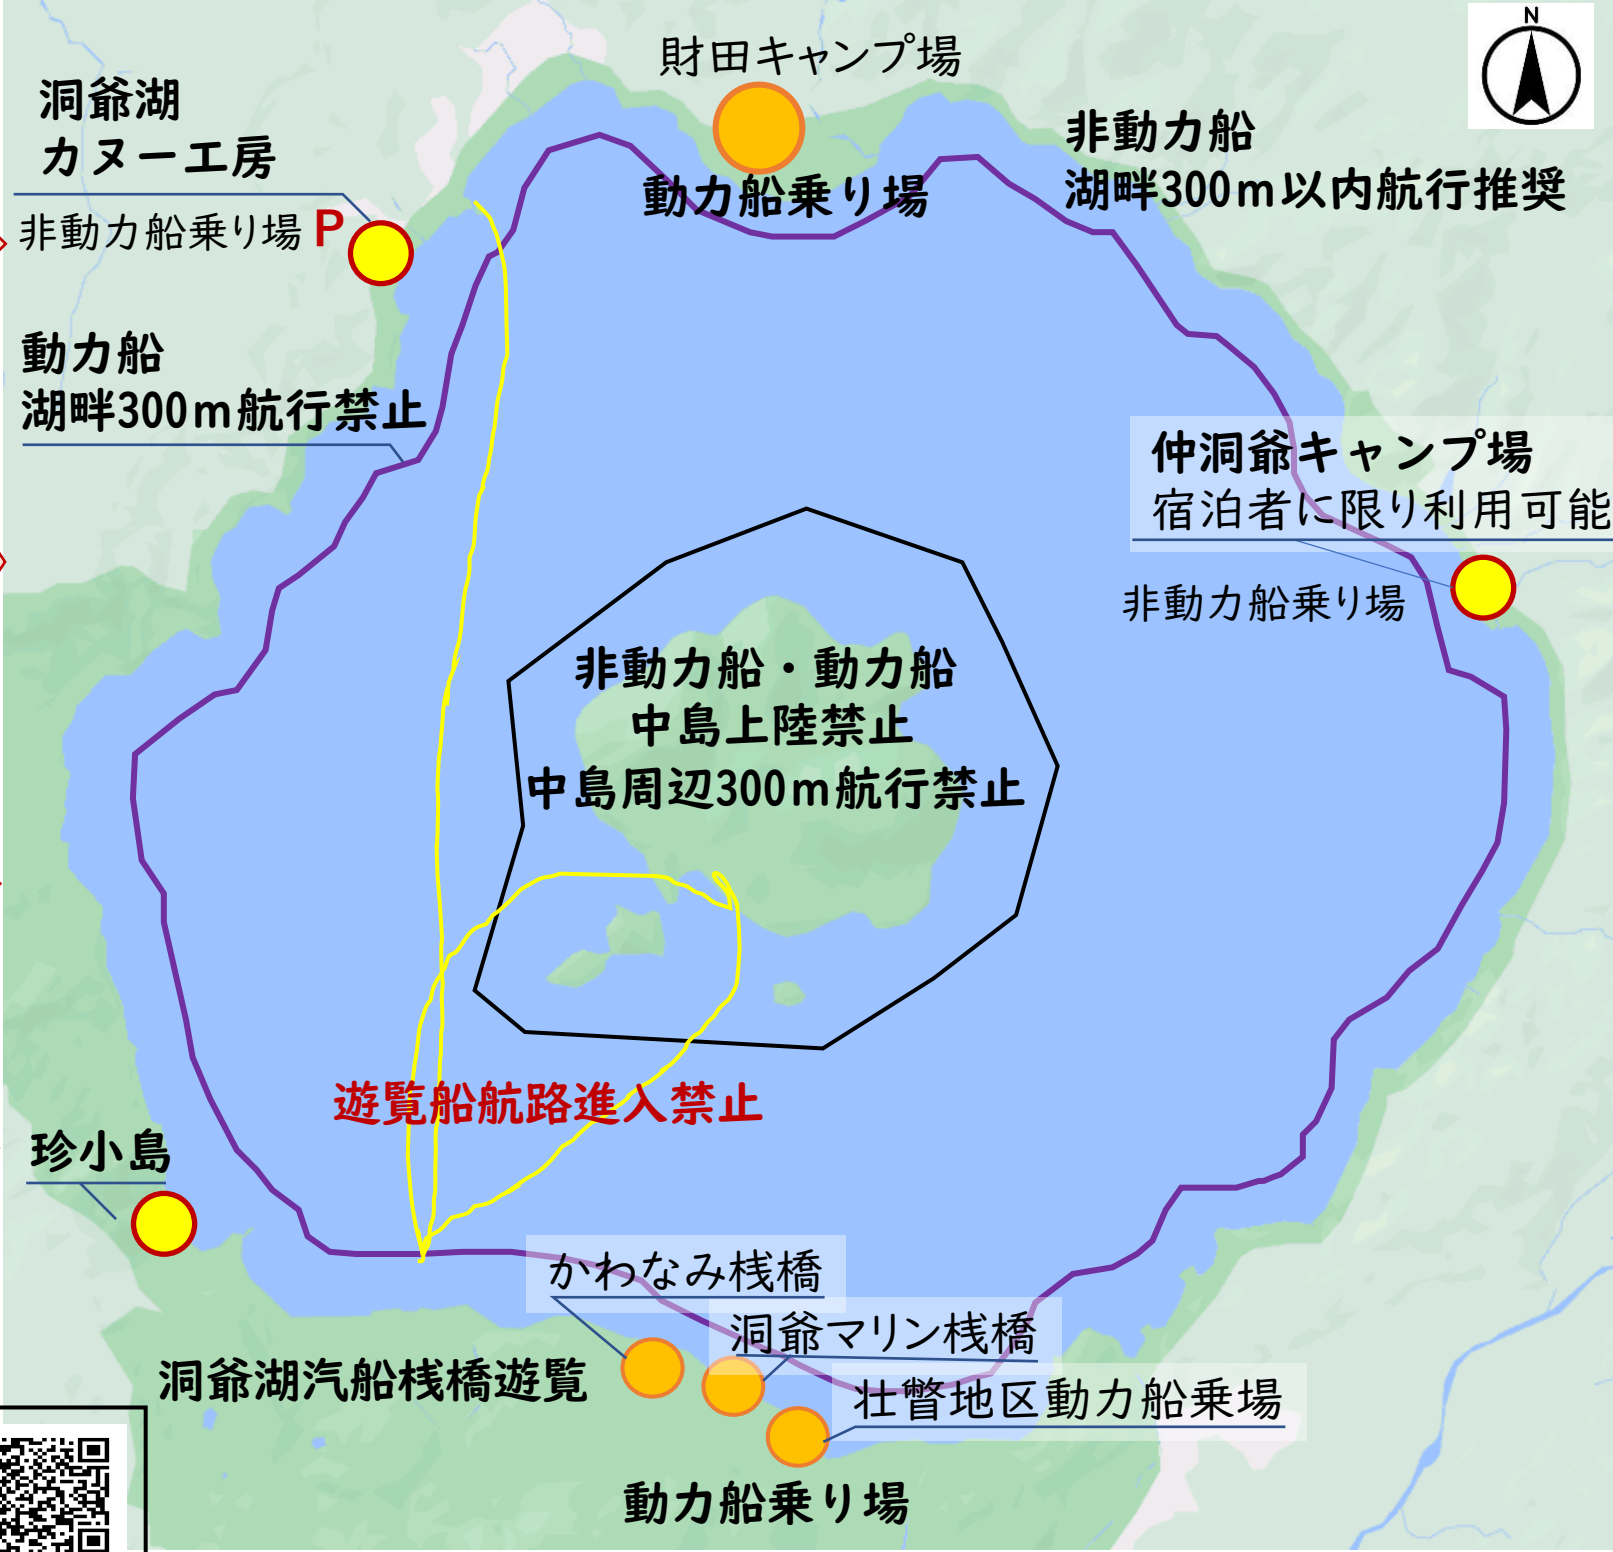 N
財田キャンプ場
洞爺湖
カヌー工房
非動力船乗り場 P
動力船乗り場
非動力船
湖畔300m以内航行推奨
動力船
湖畔300m航行禁止
仲洞爺キャンプ場
宿泊者に限り利用可能
非動力船乗り場
非動力船・動力船
中島上陸禁止
中島周辺300m航行禁止
遊覧船航路進入禁止
珍小島
かわなみ桟橋
洞爺マリン桟橋
洞爺湖汽船桟橋遊覧
壮瞥地区動力船乗場
動力船乗り場